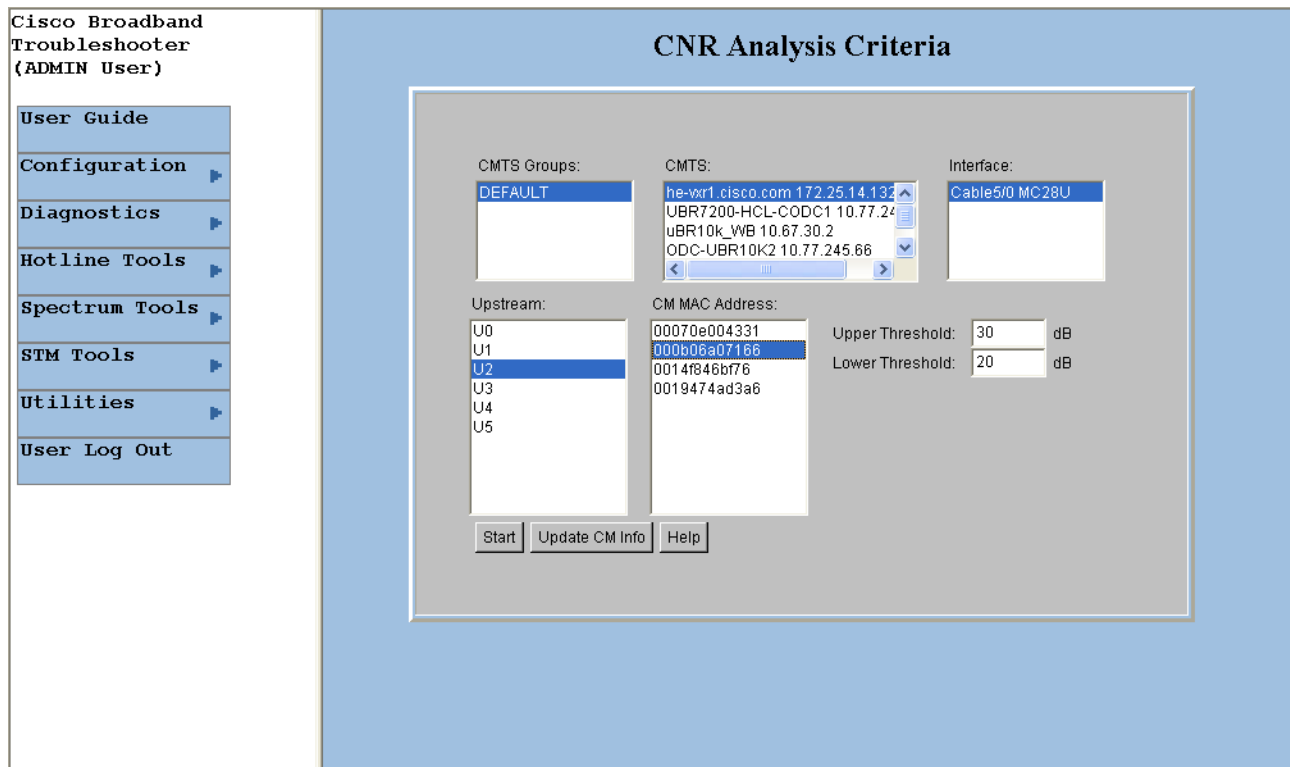 Cisco Broadband
Troubleshooter
(ADMIN User)
User Guide
Configuration
Diagnostics
Hotline Tools
Spectrum Tools
STM Tools
Utilities
User Log Out
CNR Analysis Criteria
CMTS Groups:
DEFAULT
CMTS:
he-vxr1.cisco.com 172.25.14.132
UBR7200-HCL-CODC1 10.77.24
uBR10k_WB 10.67.30.2
ODC-UBR10K2 10.77.245.66
Interface:
Cable5/0 MC28U
Upstream:
U0
U1
U2
U3
U4
U5
CM MAC Address:
00070e004331
000b06a07166
0014f846bf76
0019474ad3a6
Upper Threshold: 30 dB
Lower Threshold: 20 dB
Start Update CM Info Help